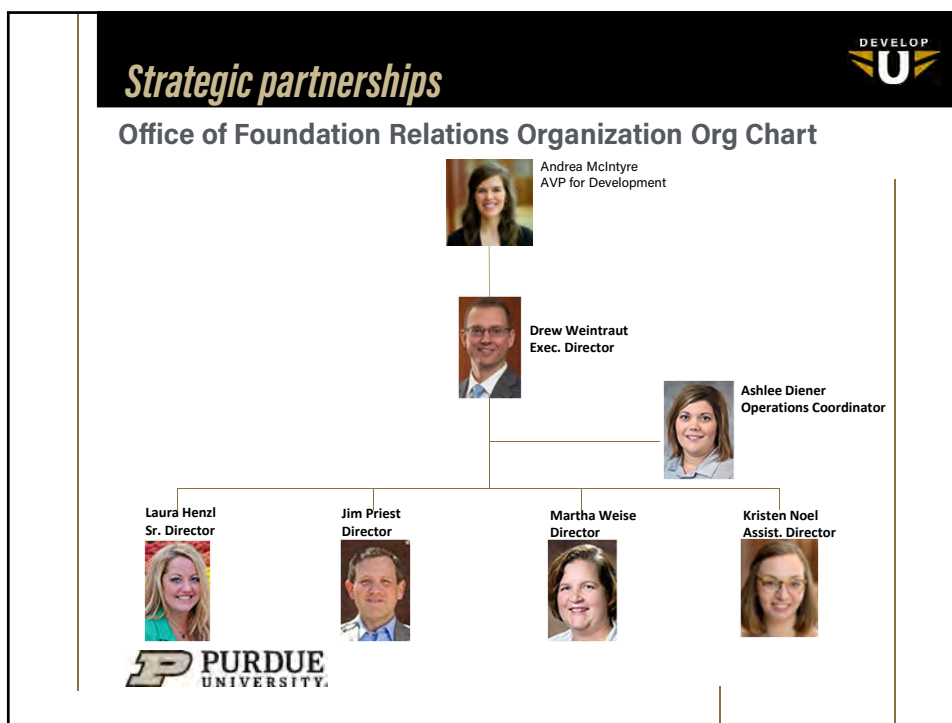 DEVELOP
U
Strategic partnerships
Office of Foundation Relations Organization Org Chart
Andrea McIntyre
AVP for Development
Drew Weintraut
Exec. Director
Ashlee Diener
Operations Coordinator
Laura Henzl
Sr. Director
Jim Priest
Director
Martha Weise
Director
Kristen Noel
Assist. Director
P PURDUE
UNIVERSITY.